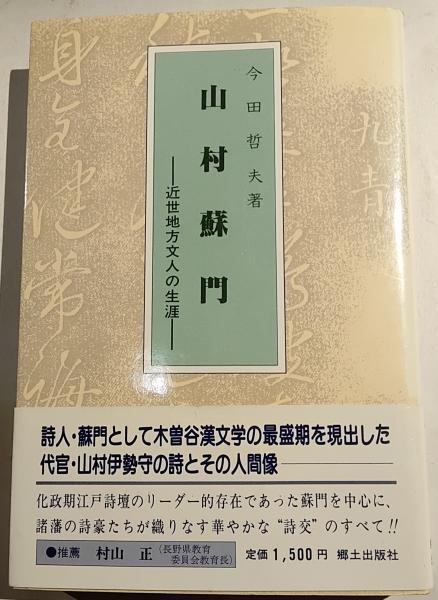 今田哲夫著
山村蘇門
―近世地方文人の生涯―
詩人・蘇門として木曽谷漢文学の最盛期を現出した
代官・山村伊勢守の詩とその人間像―
化政期江戸詩壇のリーダー的存在であった蘇門を中心に、
諸藩の詩豪たちが織りなす華やかな“詩交”のすべて!!
●推薦 村山 正(長野県教育委員会教育長)
定価1,500円 郷土出版社
九青
身全健常